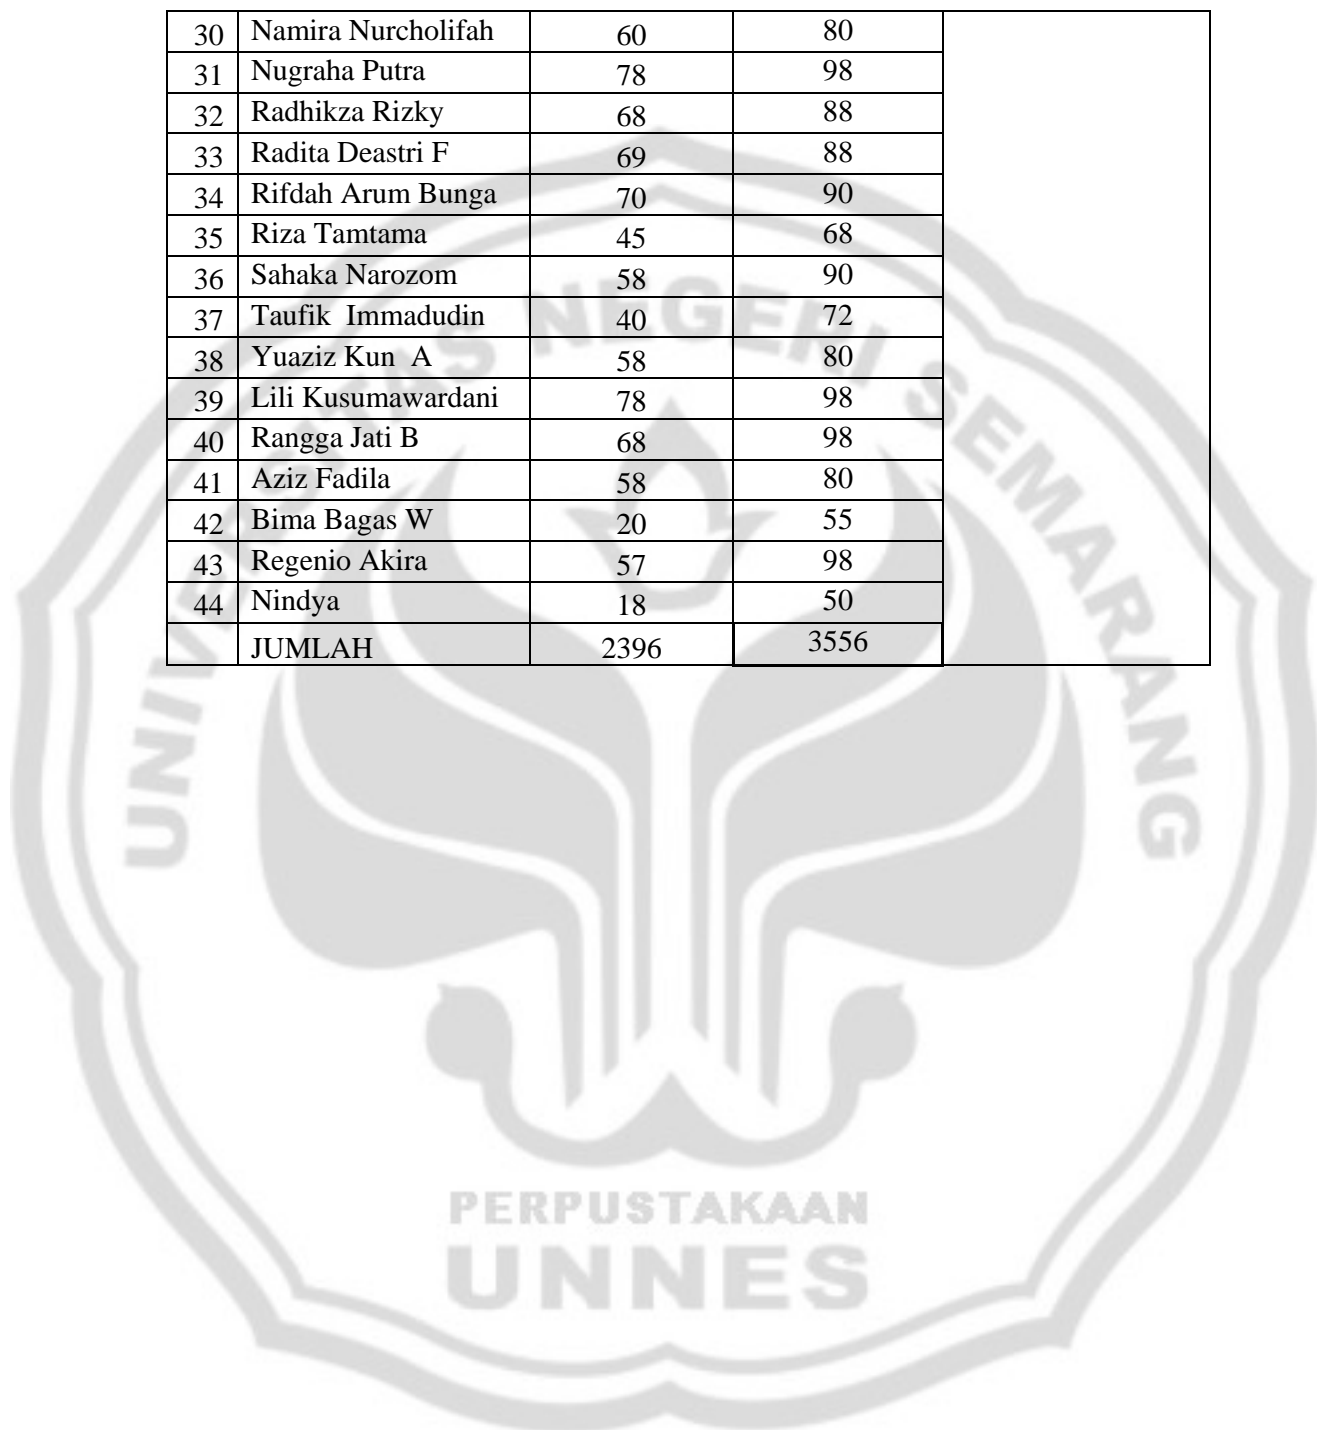 30 Namira Nurcholifah 60 80
31 Nugraha Putra 78 98
32 Radhikza Rizky 68 88
33 Radita Deastri F 69 88
34 Rifdah Arum Bunga 70 90
35 Riza Tamtama 45 68
36 Sahaka Narozom 58 90
37 Taufik Immadudin 40 72
38 Yuaziz Kun A 58 80
39 Lili Kusumawardani 78 98
40 Rangga Jati B 68 98
41 Aziz Fadila 58 80
42 Bima Bagas W 20 55
43 Regenio Akira 57 98
44 Nindya 18 50
JUMLAH 2396 3556
UNIVERSITAS NEGERI SEMARANG
PERPUSTAKAAN
UNNES